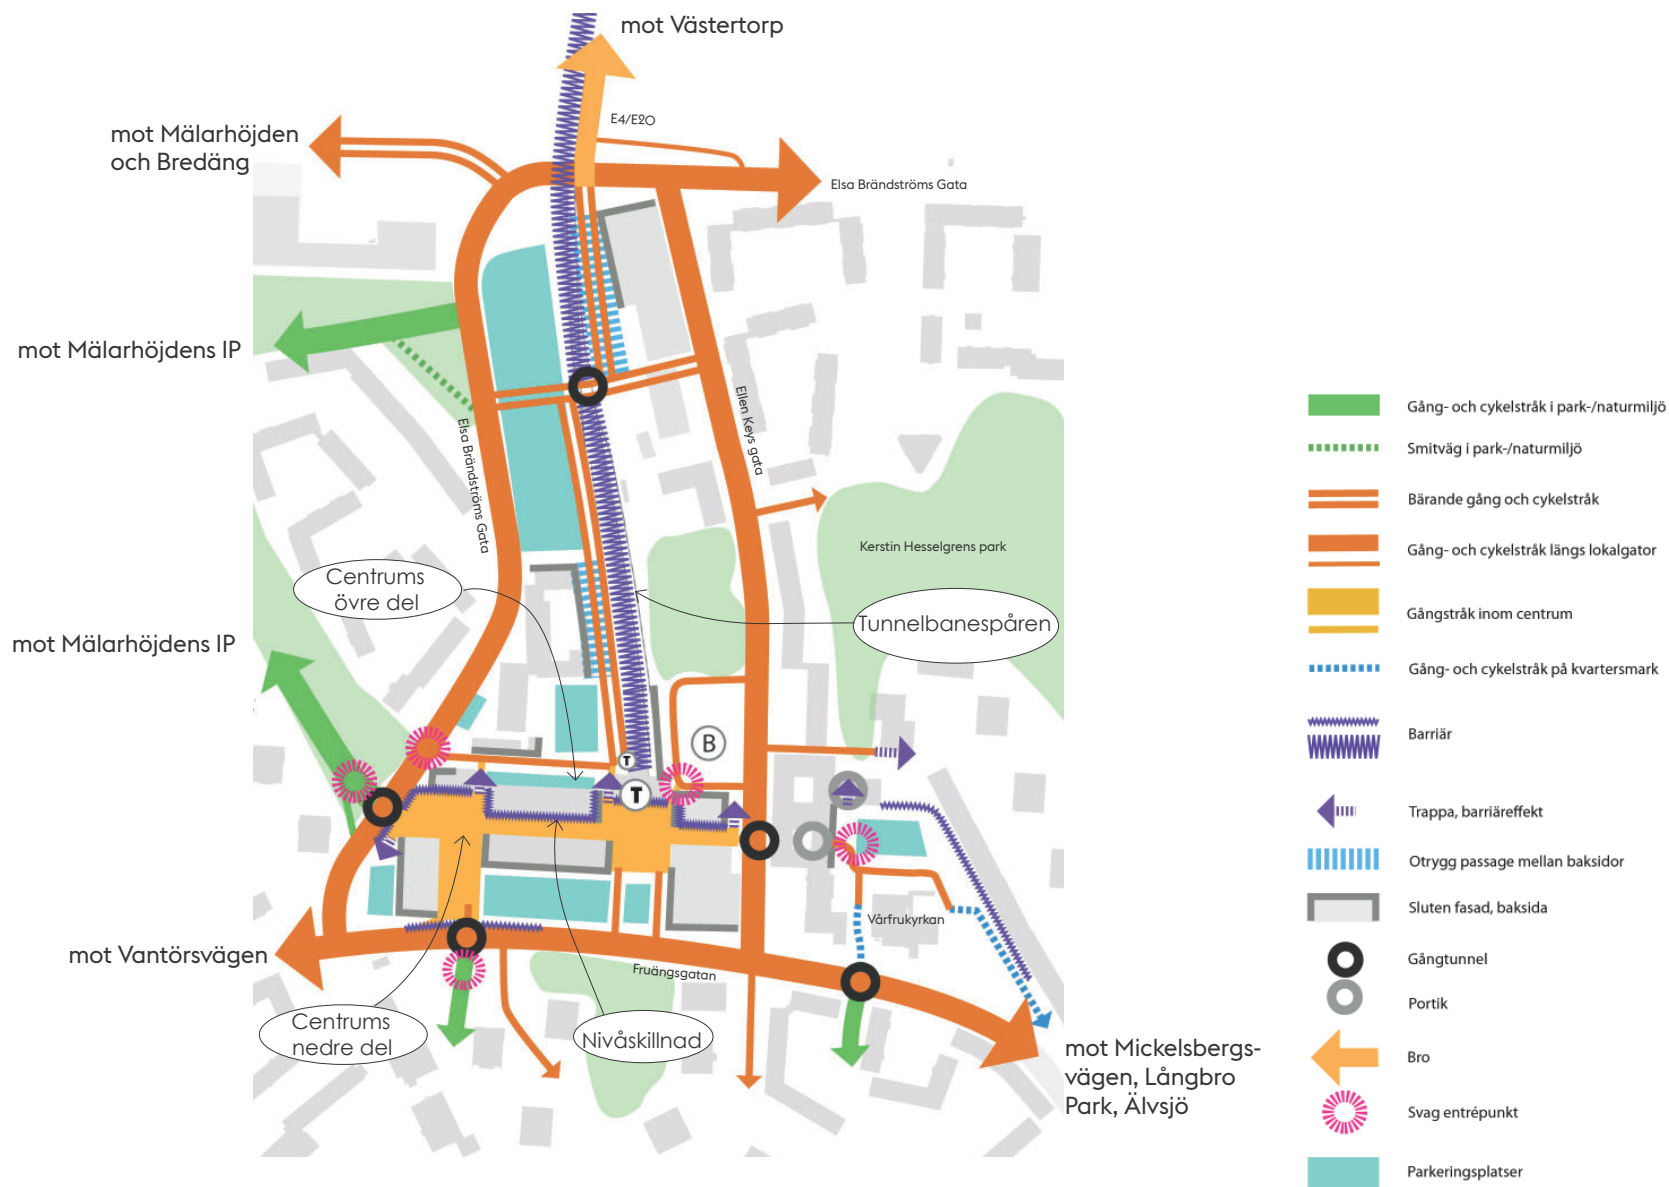 mot Västertorp
E4/E20
mot Mälarhöjden
och Bredäng
Elsa Brändströms Gata
mot Mälarhöjdens IP
Elsa Brändströms Gata
Ellen Keys gata
Kerstin Hesselgrens park
Centrums
övre del
Tunnelbanespåren
mot Mälarhöjdens IP
B
T
T
Vårfrukyrkan
mot Vantörsvägen
Fruängsgatan
Centrums
nedre del
Nivåskillnad
mot Mickelsbergs-
vägen, Långbro
Park, Älvsjö
Gång- och cykelstråk i park-/naturmiljö
Smitväg i park-/naturmiljö
Bärande gång och cykelstråk
Gång- och cykelstråk längs lokalgator
Gångstråk inom centrum
Gång- och cykelstråk på kvartersmark
Barriär
Trappa, barriäreffekt
Otrygg passage mellan baksidor
Sluten fasad, baksida
Gångtunnel
Portik
Bro
Svag entrépunkt
Parkeringsplatser